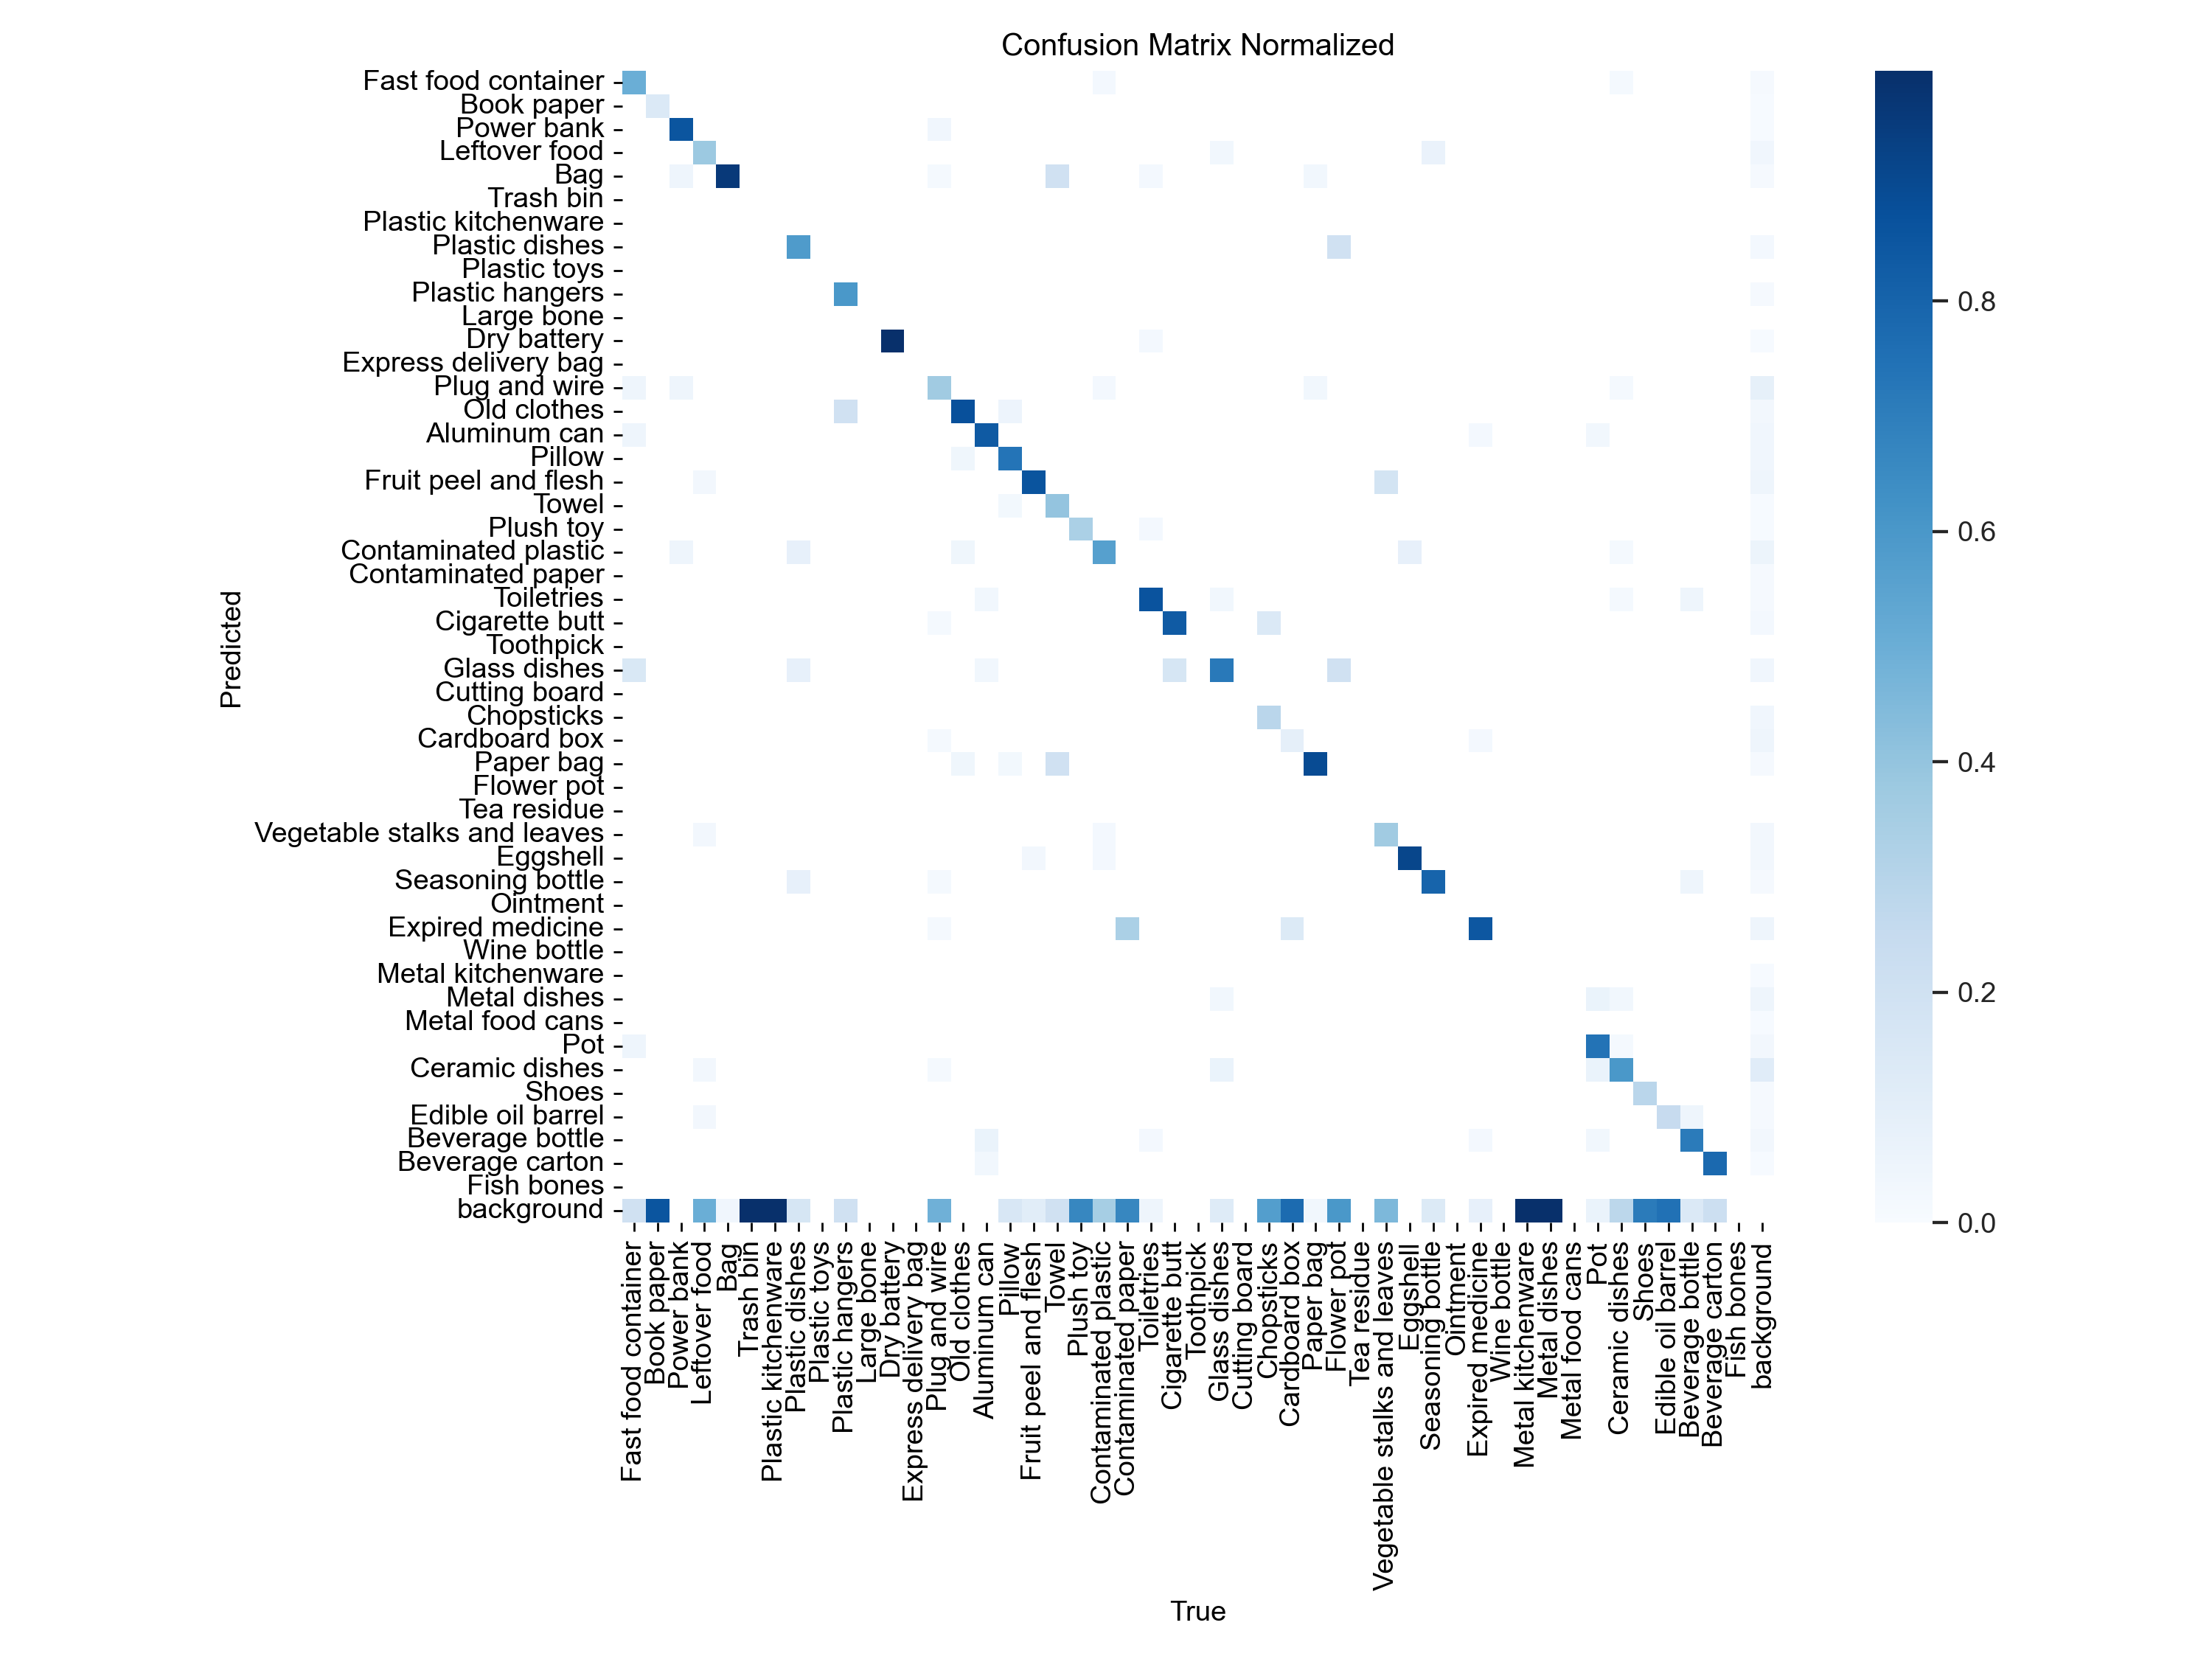 Confusion Matrix Normalized
Fast food container
Book paper
Power bank
Leftover food
Bag
Trash bin
Plastic kitchenware
Plastic dishes
Plastic toys
Plastic hangers
Large bone
Dry battery
Express delivery bag
Plug and wire
Old clothes
Aluminum can
Pillow
Fruit peel and flesh
Towel
Plush toy
Contaminated plastic
Contaminated paper
Toiletries
Cigarette butt
Toothpick
Glass dishes
Cutting board
Chopsticks
Cardboard box
Paper bag
Flower pot
Tea residue
Vegetable stalks and leaves
Eggshell
Seasoning bottle
Ointment
Expired medicine
Wine bottle
Metal kitchenware
Metal dishes
Metal food cans
Pot
Ceramic dishes
Shoes
Edible oil barrel
Beverage bottle
Beverage carton
Fish bones
background
Predicted
Fast food container
Book paper
Power bank
Leftover food
Bag
Trash bin
Plastic kitchenware
Plastic dishes
Plastic toys
Plastic hangers
Large bone
Dry battery
Express delivery bag
Plug and wire
Old clothes
Aluminum can
Pillow
Fruit peel and flesh
Towel
Plush toy
Contaminated plastic
Contaminated paper
Toiletries
Cigarette butt
Toothpick
Glass dishes
Cutting board
Chopsticks
Cardboard box
Paper bag
Flower pot
Tea residue
Vegetable stalks and leaves
Eggshell
Seasoning bottle
Ointment
Expired medicine
Wine bottle
Metal kitchenware
Metal dishes
Metal food cans
Pot
Ceramic dishes
Shoes
Edible oil barrel
Beverage bottle
Beverage carton
Fish bones
background
True
0.8
0.6
0.4
0.2
0.0